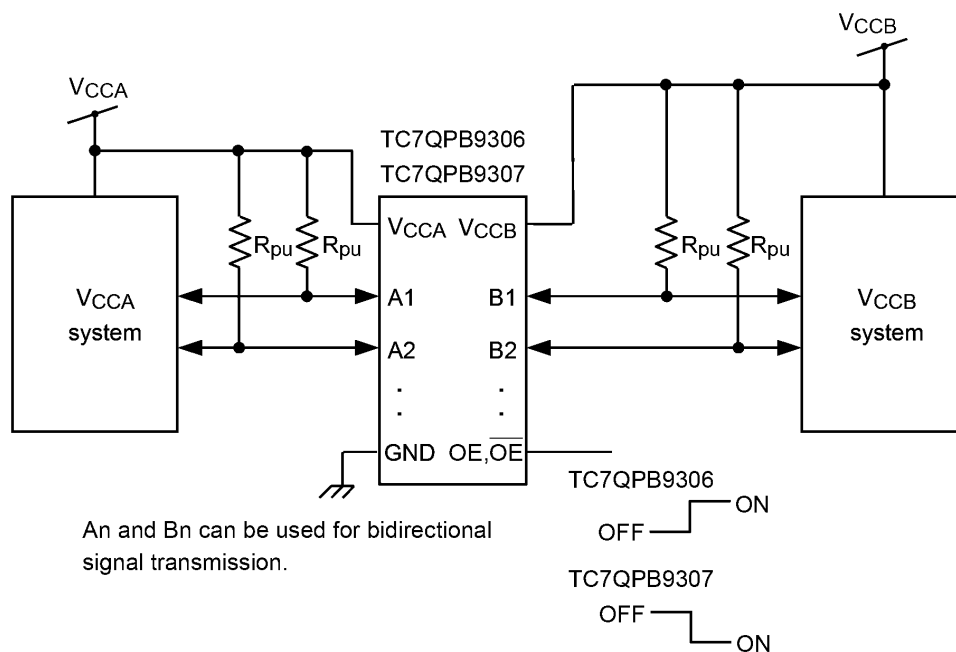 VCCB
VCCA
TC7QPB9306
TC7QPB9307
VCCA VCCB
Rpu Rpu Rpu Rpu
VCCA
system
A1 B1
VCCB
system
A2 B2
GND OE,OE
An and Bn can be used for bidirectional
signal transmission.
TC7QPB9306
OFF ON
TC7QPB9307
OFF ON